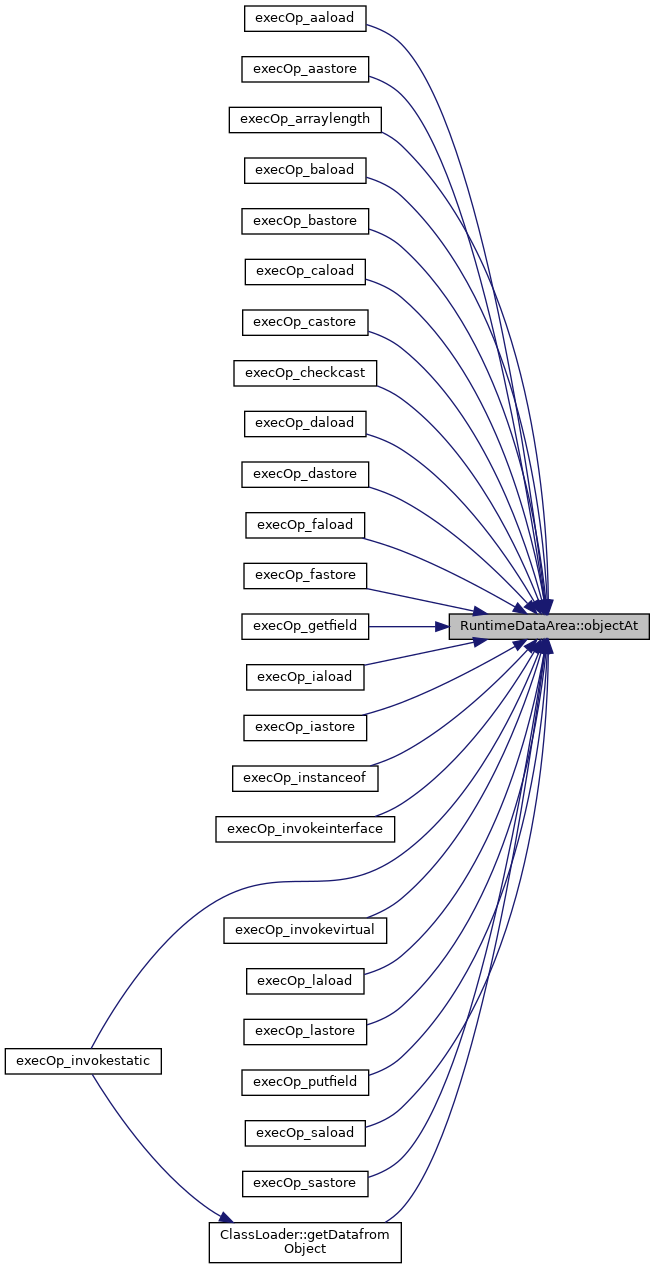 execOp_aaload
execOp_aastore
execOp_arraylength
execOp_baload
execOp_bastore
execOp_caload
execOp_castore
execOp_checkcast
execOp_daload
execOp_dastore
execOp_faload
execOp_fastore
execOp_getfield
RuntimeDataArea::objectAt
execOp_iaload
execOp_iastore
execOp_instanceof
execOp_invokeinterface
execOp_invokevirtual
execOp_laload
execOp_lastore
execOp_invokestatic
execOp_putfield
execOp_saload
execOp_sastore
ClassLoader::getDatafrom
Object